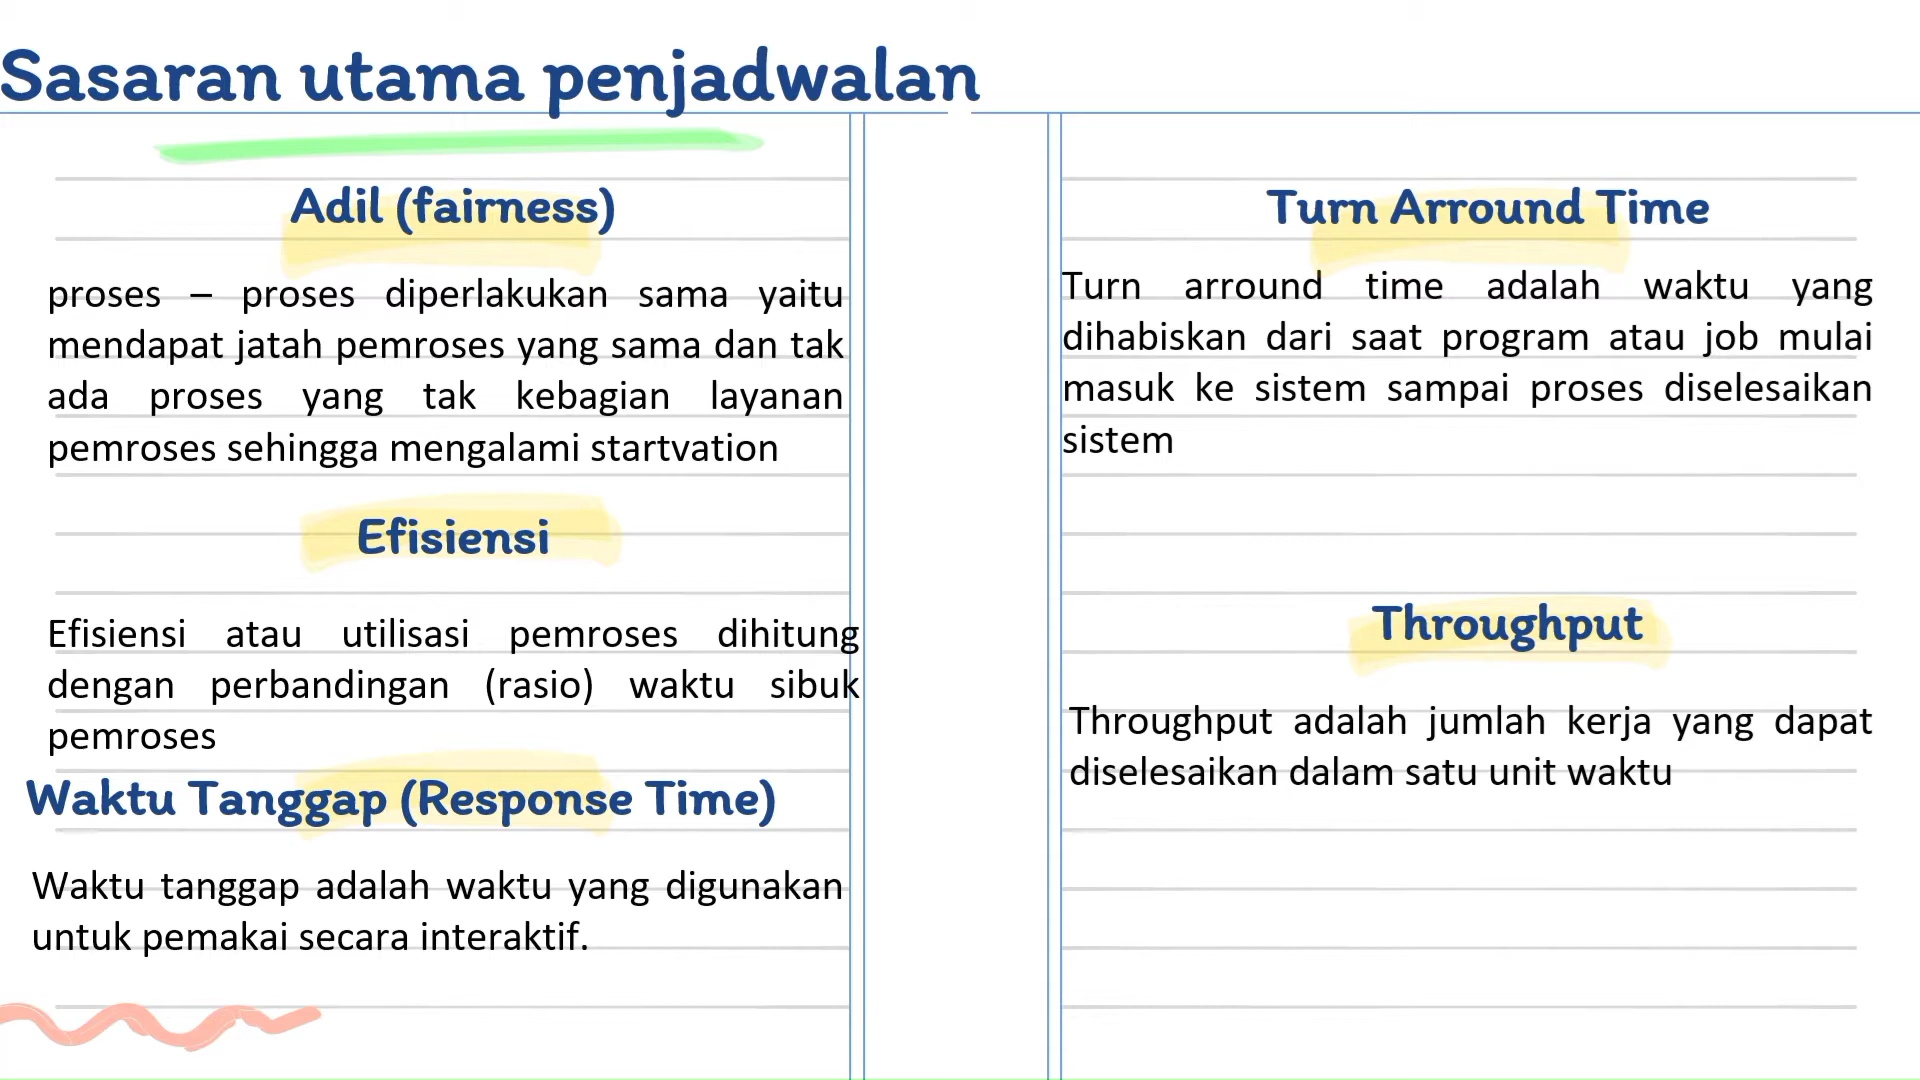 Sasaran utama penjadwalan
Adil (fairness)
proses – proses diperlakukan sama yaitu
mendapat jatah pemroses yang sama dan tak
ada proses yang tak kebagian layanan
pemroses sehingga mengalami startvation
Efisiensi
Efisiensi atau utilisasi pemroses dihitung
dengan perbandingan (rasio) waktu sibuk
pemroses
Waktu Tanggap (Response Time)
Waktu tanggap adalah waktu yang digunakan
untuk pemakai secara interaktif.
Turn Arround Time
Turn arround time adalah waktu yang
dihabiskan dari saat program atau job mulai
masuk ke sistem sampai proses diselesaikan
sistem
Throughput
Throughput adalah jumlah kerja yang dapat
diselesaikan dalam satu unit waktu